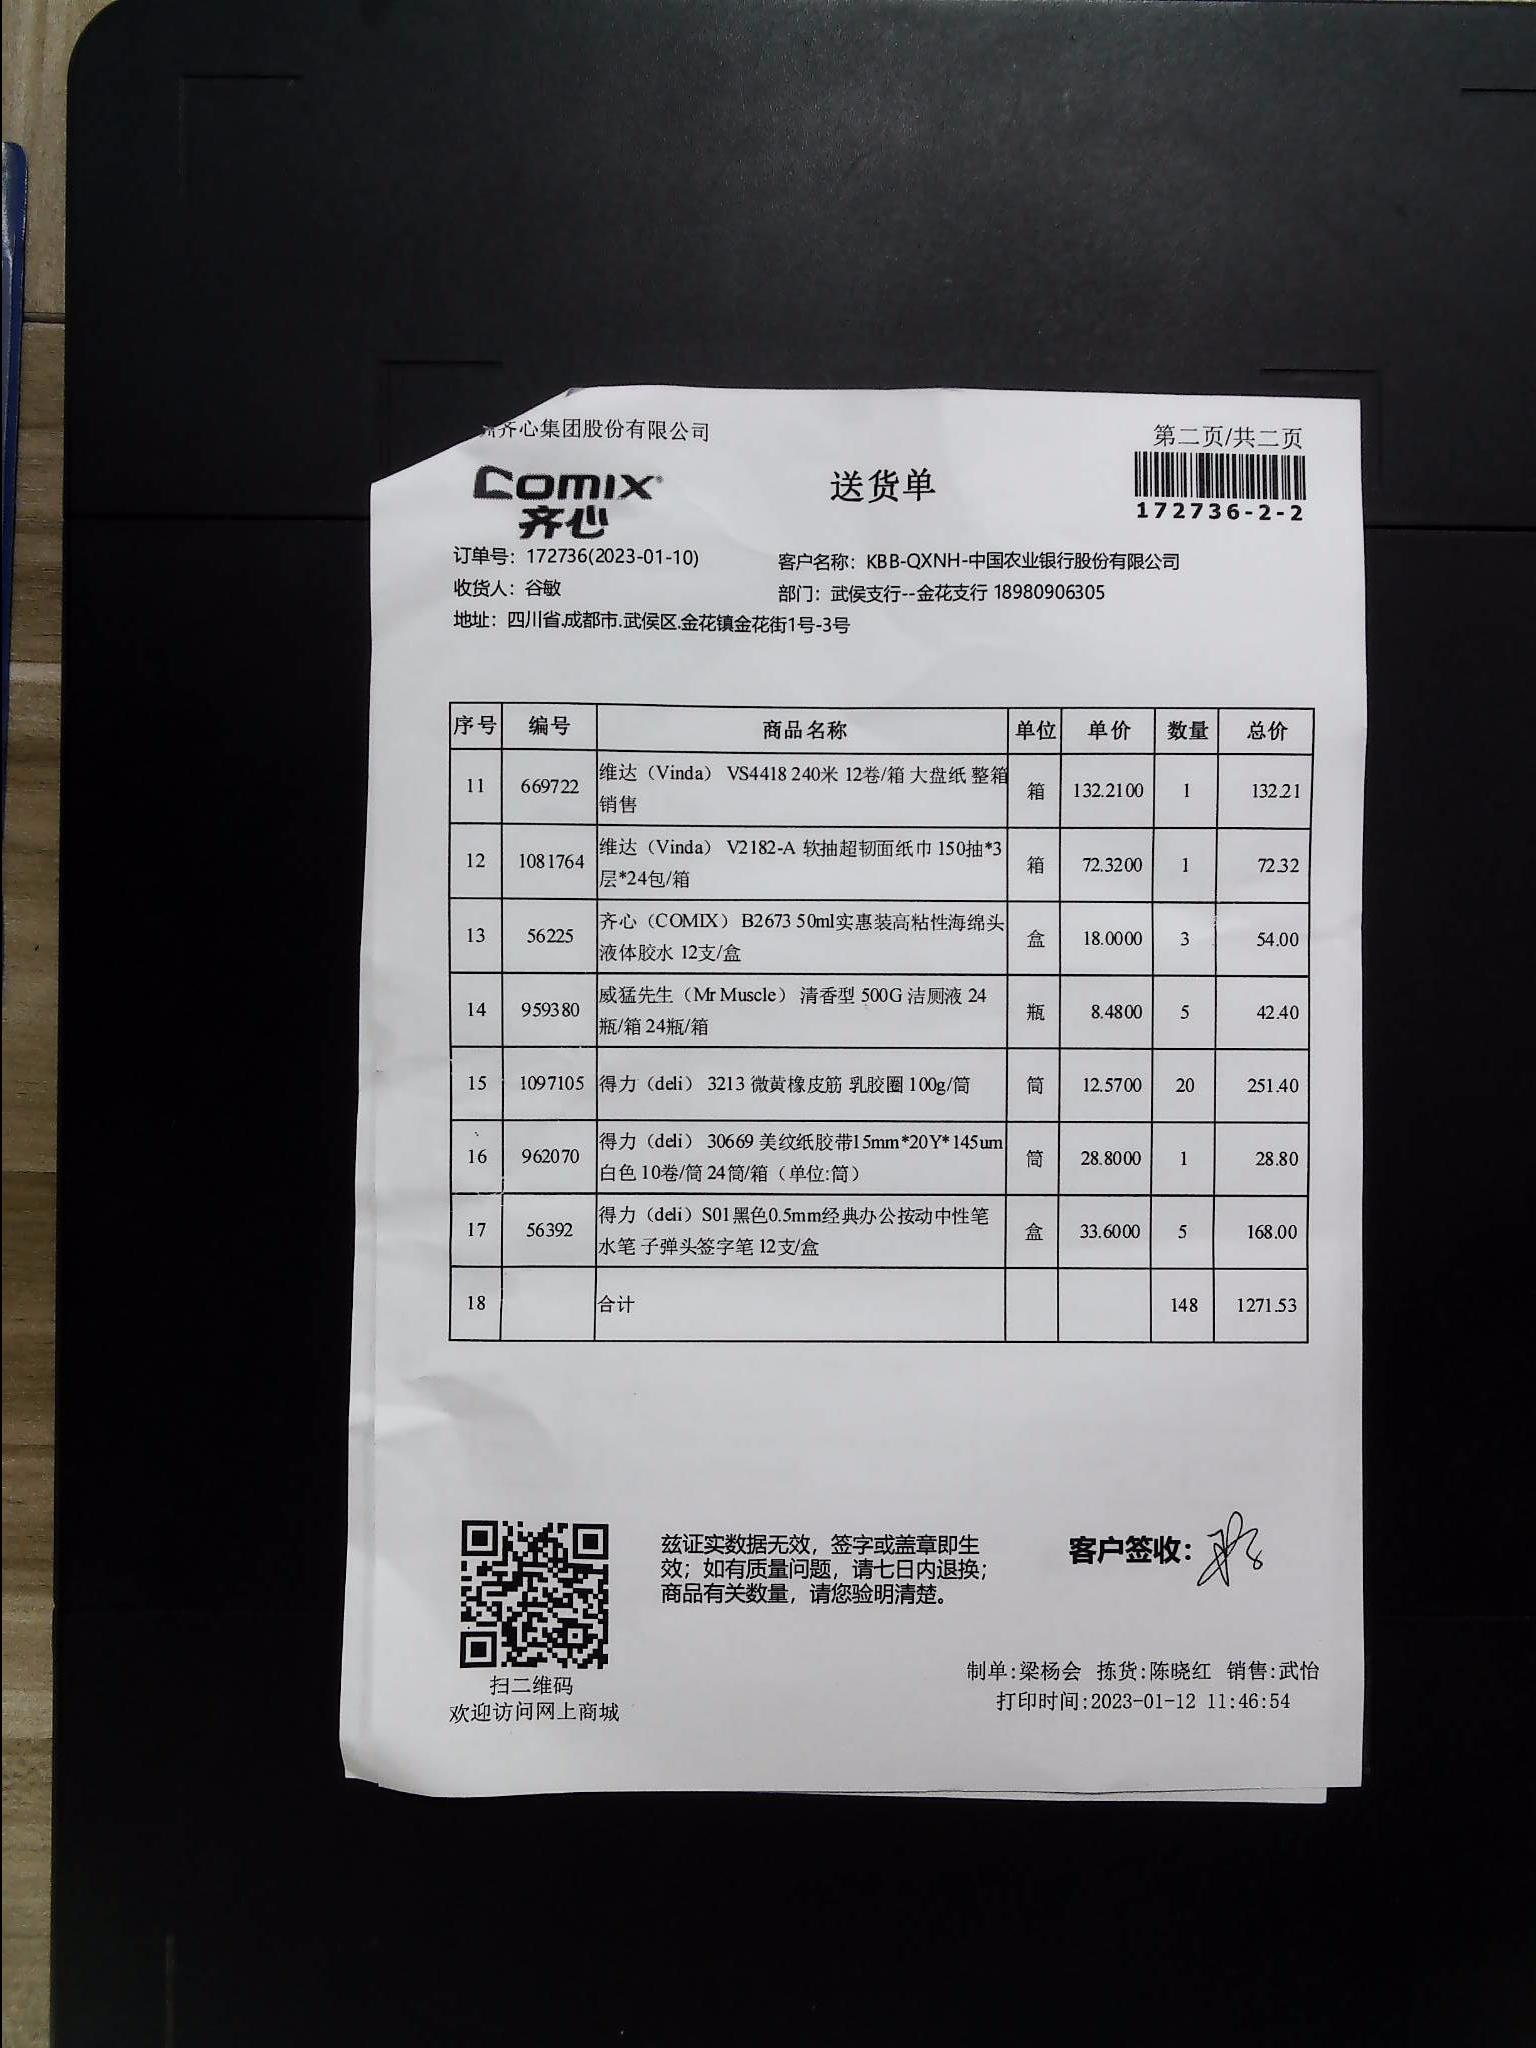 齐心集团股份有限公司
第二页/共二页
COMIX
齐心
送货单
172736-2-2
订单号：172736(2023-01-10)
客户名称：KBB-QXNH-中国农业银行股份有限公司
收货人：谷敏
部门：武侯支行--金花支行 18980906305
地址：四川省.成都市.武侯区.金花镇金花街1号-3号
序号 编号 商品名称 单位 单价 数量 总价
11 669722 维达（Vinda） VS4418 240米 12卷/箱 大盘纸 整箱 箱 132.2100 1 132.21
销售
12 1081764 维达（Vinda） V2182-A 软抽超韧面纸巾 150抽*3 箱 72.3200 1 72.32
层*24包/箱
13 56225 齐心（COMIX） B2673 50ml实惠装高粘性海绵头 盒 18.0000 3 54.00
液体胶水 12支/盒
14 959380 威猛先生（Mr Muscle） 清香型 500G 洁厕液 24 瓶 8.4800 5 42.40
瓶/箱 24瓶/箱
15 1097105 得力（deli） 3213 微黄橡皮筋 乳胶圈 100g/筒 筒 12.5700 20 251.40
16 962070 得力（deli） 30669 美纹纸胶带15mm*20Y*145um 筒 28.8000 1 28.80
白色 10卷/筒 24筒/箱（单位:筒）
17 56392 得力（deli）S01黑色0.5mm经典办公按动中性笔 盒 33.6000 5 168.00
水笔 子弹头签字笔 12支/盒
18 合计 148 1271.53
兹证实数据无效，签字或盖章即生
效；如有质量问题，请七日内退换；
商品有关数量，请您验明清楚。
客户签收：
扫二维码
欢迎访问网上商城
制单:梁杨会 拣货:陈晓红 销售:武怡
打印时间:2023-01-12 11:46:54